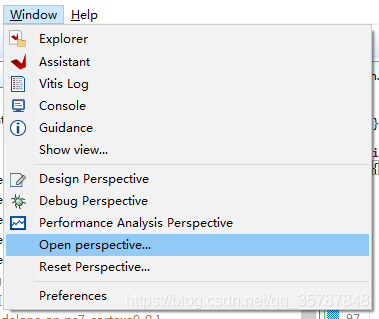 Window Help
Explorer
Assistant
Vitis Log
Console
Guidance
Show view...
Design Perspective
Debug Perspective
Performance Analysis Perspective
Open perspective...
Reset Perspective...
Preferences
https://blog.csdn.net/qq_35787848
97